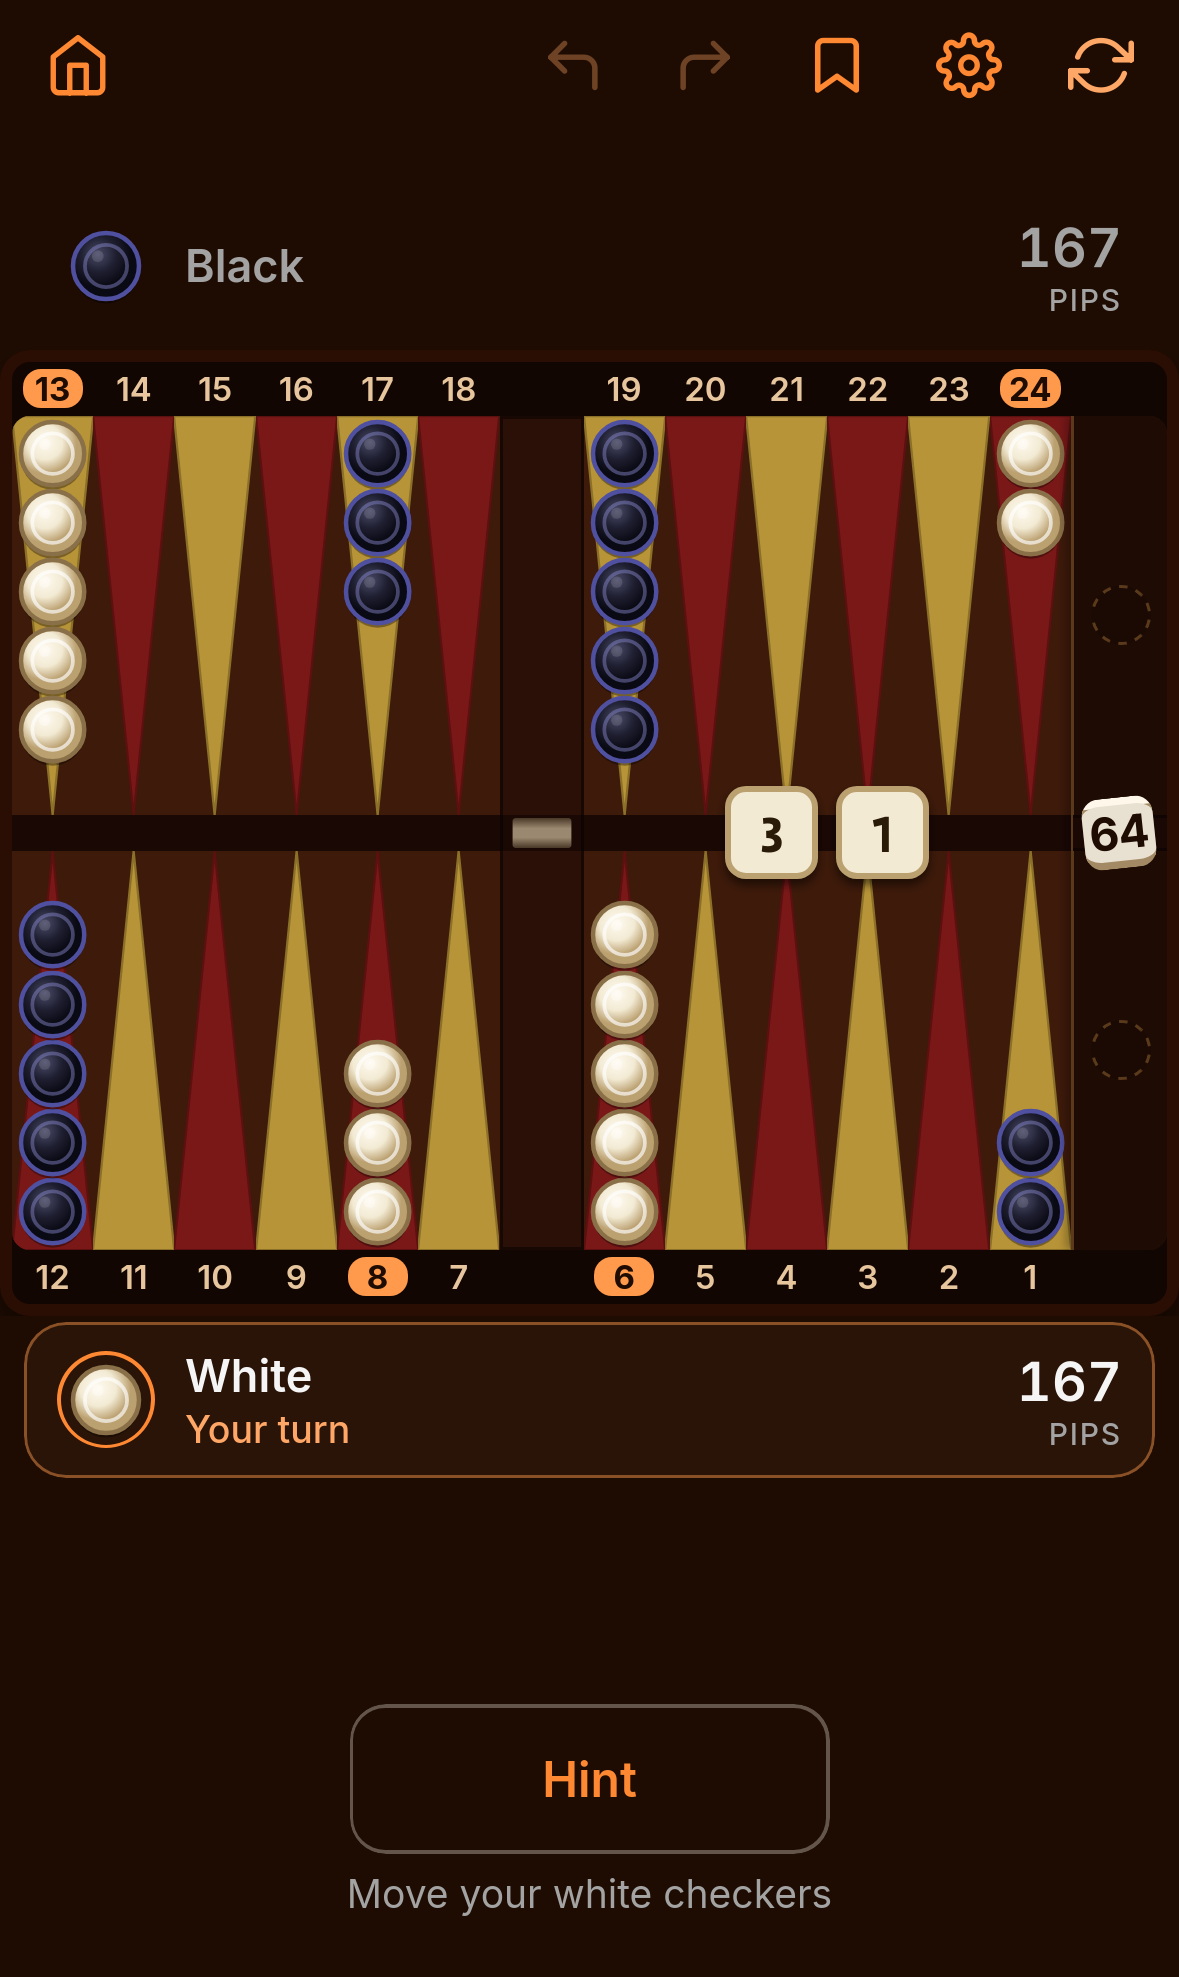 Black
167
PIPS
13 14 15 16 17 18 19 20 21 22 23 24
3 1 64
12 11 10 9 8 7 6 5 4 3 2 1
White
Your turn
167
PIPS
Hint
Move your white checkers